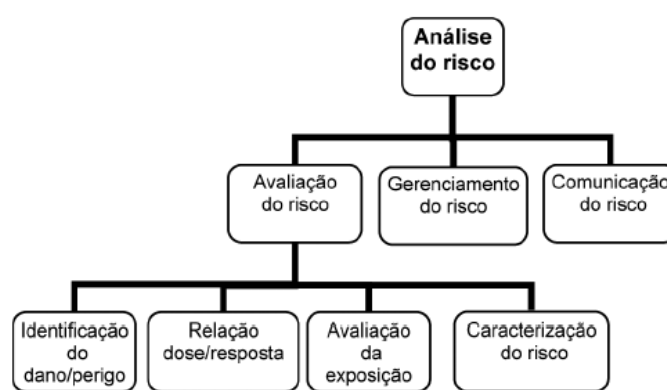 Análise
do risco
Avaliação
do risco
Gerenciamento
do risco
Comunicação
do risco
Identificação
do
dano/perigo
Relação
dose/resposta
Avaliação
da
exposição
Caracterização
do risco